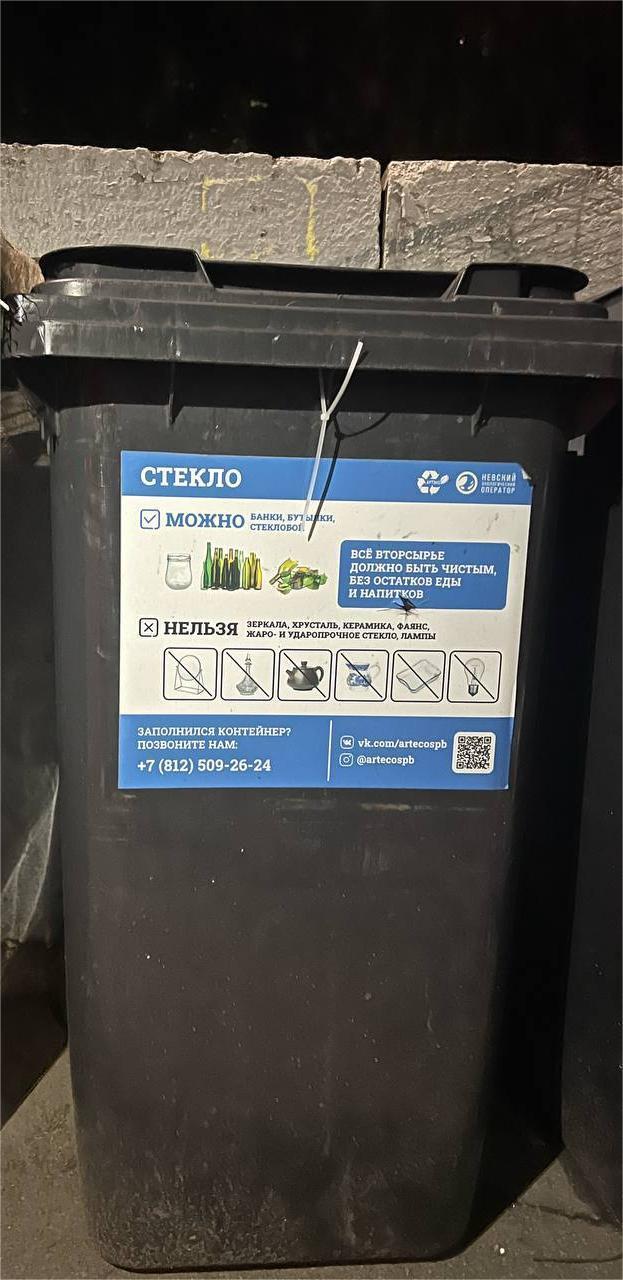 СТЕКЛО
НЕВСКИЙ
ЭКОЛОГИЧЕСКИЙ
ОПЕРАТОР
МОЖНО
БАНКИ, БУТЫЛКИ,
СТЕКЛОБОЙ
ВСЁ ВТОРСЫРЬЕ
ДОЛЖНО БЫТЬ ЧИСТЫМ,
БЕЗ ОСТАТКОВ ЕДЫ
И НАПИТКОВ
НЕЛЬЗЯ
ЗЕРКАЛА, ХРУСТАЛЬ, КЕРАМИКА, ФАЯНС,
ЖАРО- И УДАРОПРОЧНОЕ СТЕКЛО, ЛАМПЫ
ЗАПОЛНИЛСЯ КОНТЕЙНЕР?
ПОЗВОНИТЕ НАМ:
+7 (812) 509-26-24
vk.com/artecospb
@artecospb